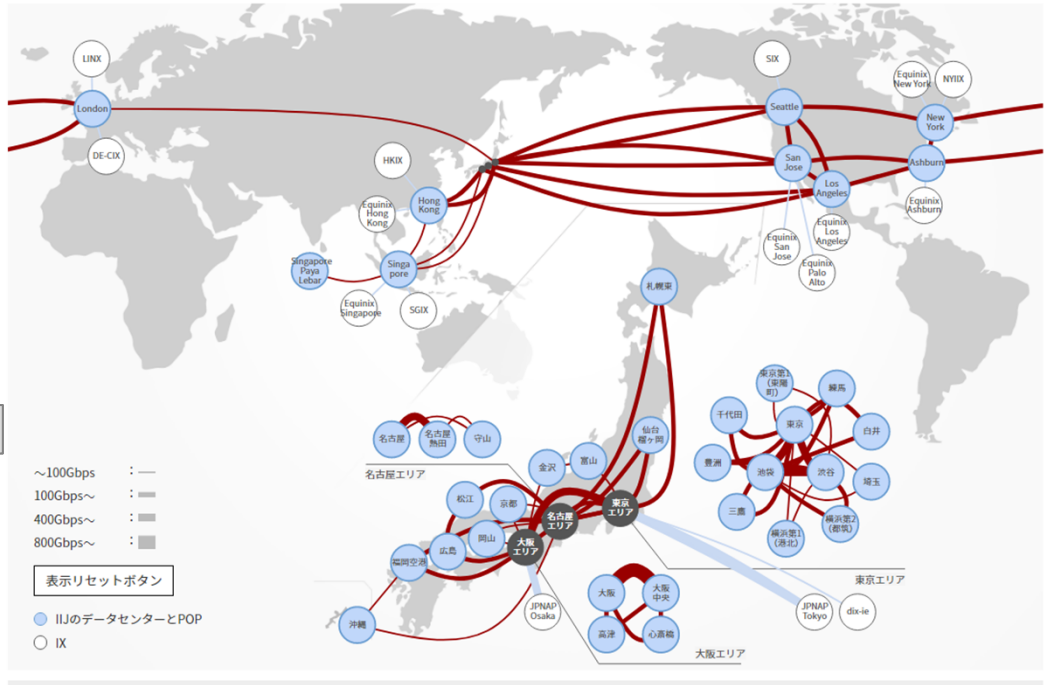 LINX
London
DE-CIX
HKIX
Hong
Kong
Equinix
Hong
Kong
Singapore
Paya
Lebar
Singa
pore
Equinix
Singapore
SGIX
SIX
Seattle
Equinix
New York
NYIIX
New
York
San
Jose
Ashburn
Los
Angeles
Equinix
Ashburn
Equinix
Los
Angeles
Equinix
San
Jose
Equinix
Palo
Alto
札幌東
東京第1
(東陽
町)
練馬
千代田
東京
白井
豊洲
池袋
渋谷
埼玉
三鷹
横浜第1
(港北)
横浜第2
(都筑)
東京エリア
名古屋
名古屋
熱田
守山
名古屋エリア
仙台
榴ヶ岡
金沢
富山
松江
京都
名古屋
エリア
東京
エリア
岡山
大阪
エリア
広島
福岡空港
沖縄
JPNAP
Osaka
大阪
大阪
中央
高津
心斎橋
大阪エリア
JPNAP
Tokyo
dix-ie
～100Gbps :
100Gbps～ :
400Gbps～ :
800Gbps～ :
表示リセットボタン
IIJのデータセンターとPOP
IX